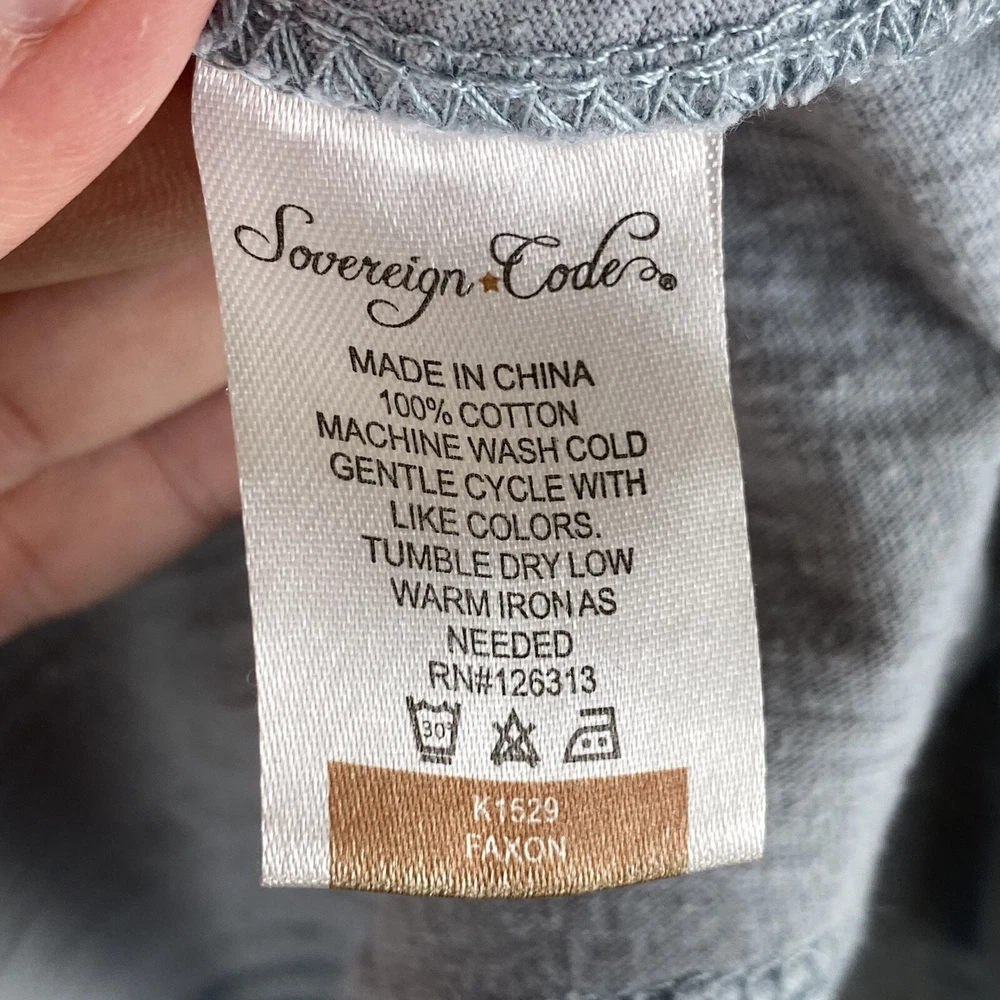 Sovereign Code®
MADE IN CHINA
100% COTTON
MACHINE WASH COLD
GENTLE CYCLE WITH
LIKE COLORS.
TUMBLE DRY LOW
WARM IRON AS
NEEDED
RN#126313
30°
K1529
FAXON